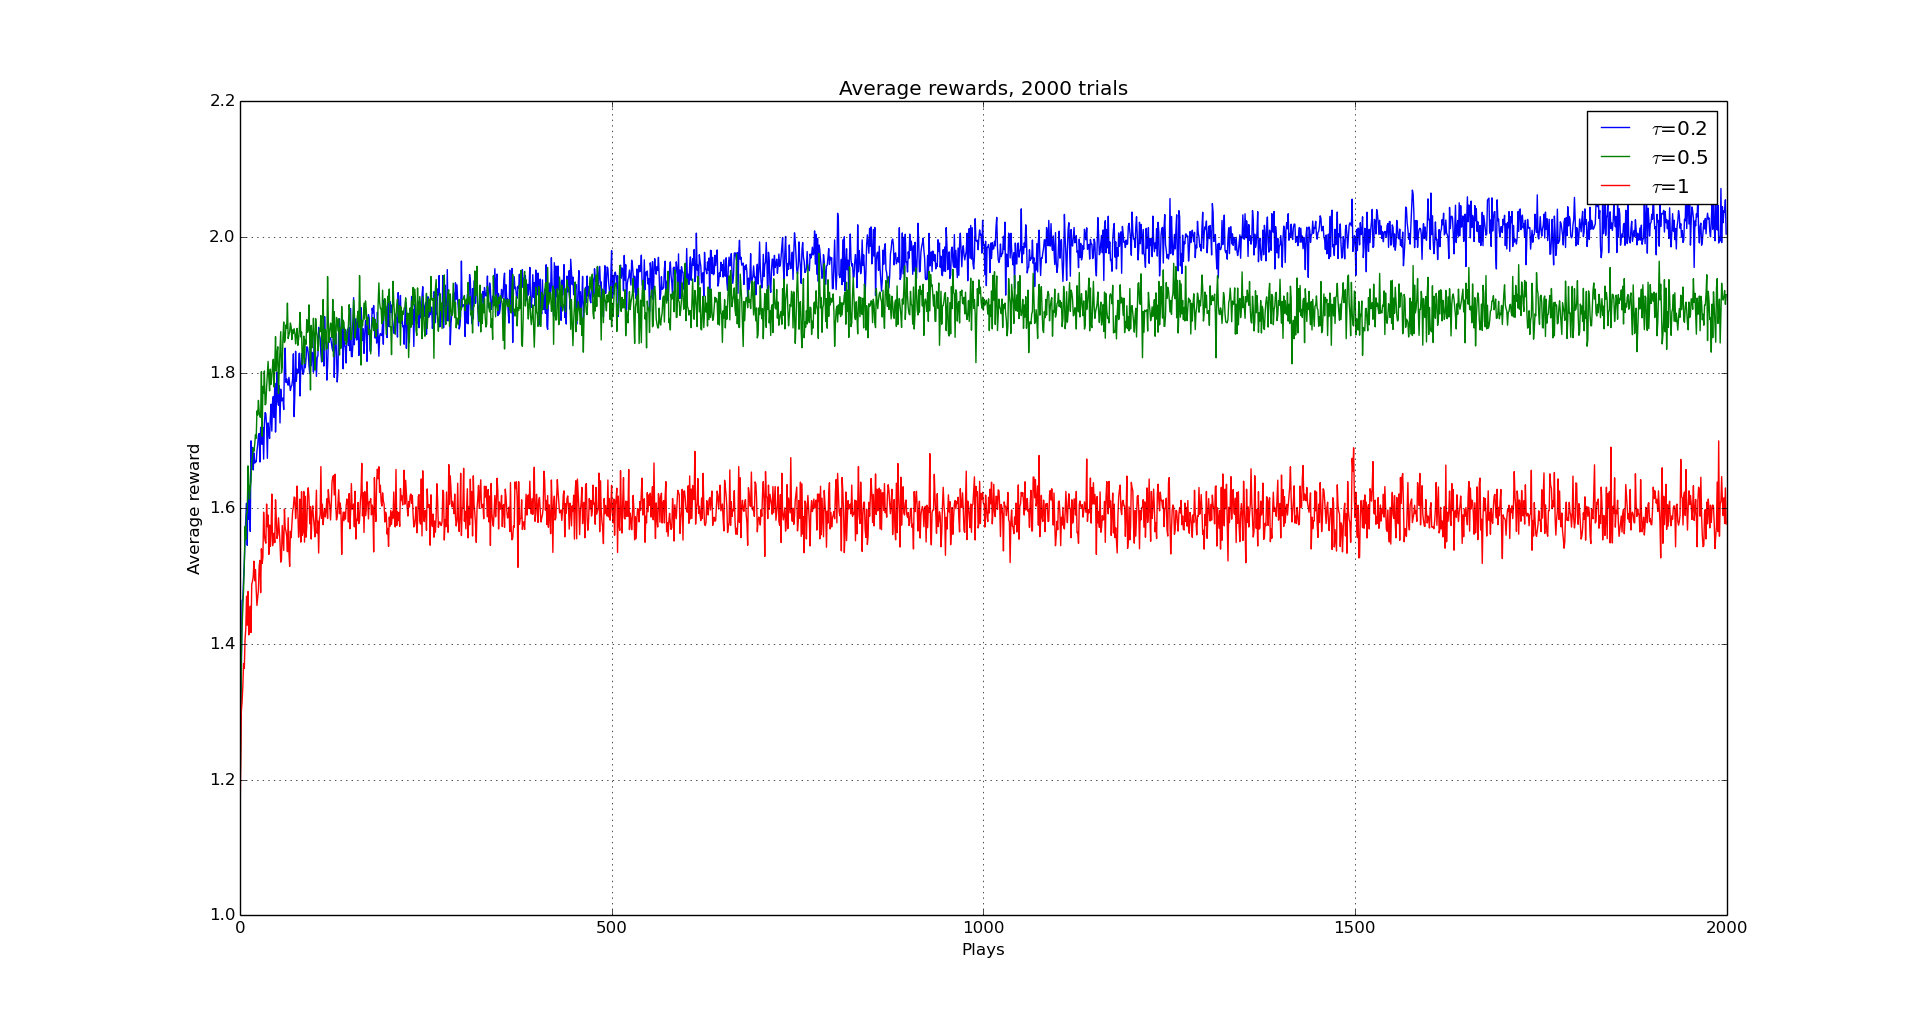 Average rewards, 2000 trials
2.2
2.0
1.8
1.6
1.4
1.2
1.0
Average reward
τ=0.2
τ=0.5
τ=1
0 500 1000 1500 2000
Plays